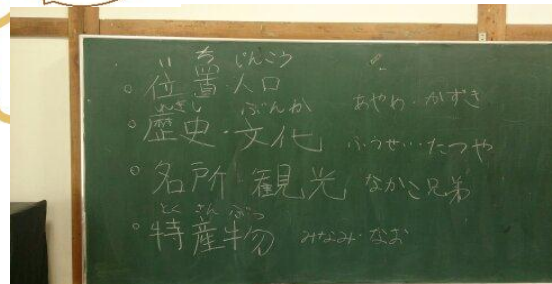 いち じんこう
○位置・人口 あやね・かずき
れきし ぶんか
○歴史・文化 ふうせい・たつや
○名所・観光 なかこ兄弟
とくさんぶつ
○特産物 みなみ・なお